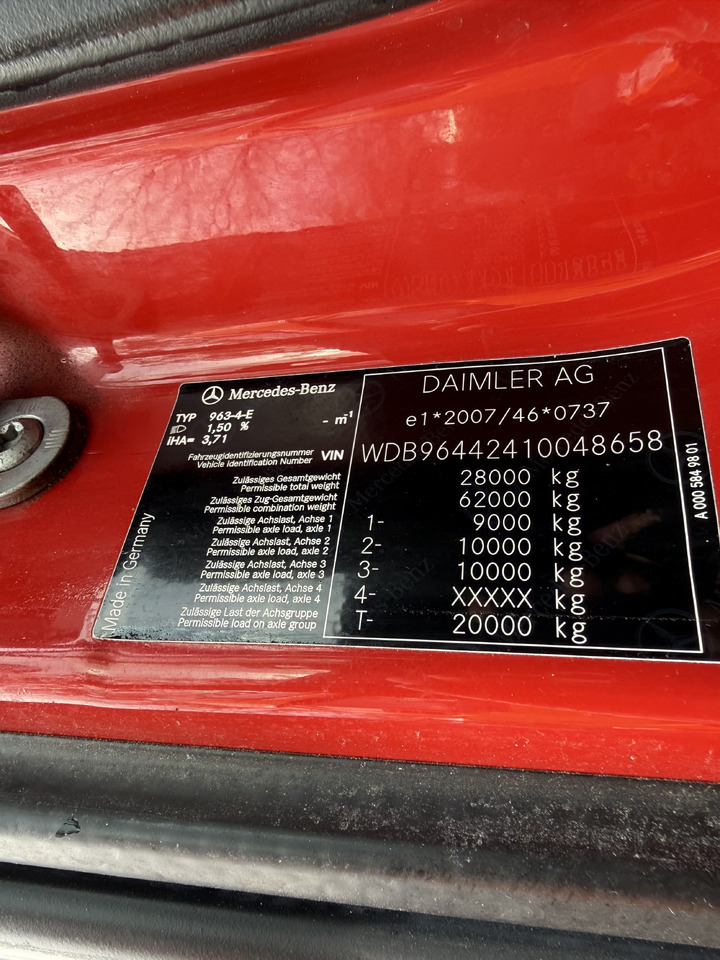 Mercedes-Benz
TYP 963-4-E - m⁻¹
1,50 %
IHA= 3,71
Fahrzeugidentifizierungsnummer
Vehicle Identification Number VIN
Zulässiges Gesamtgewicht
Permissible total weight
Zulässiges Zug-Gesamtgewicht
Permissible combination weight
Zulässige Achslast, Achse 1
Permissible axle load, axle 1
Zulässige Achslast, Achse 2
Permissible axle load, axle 2
Zulässige Achslast, Achse 3
Permissible axle load, axle 3
Zulässige Achslast, Achse 4
Permissible axle load, axle 4
Zulässige Last der Achsgruppe
Permissible load on axle group
Made in Germany
DAIMLER AG
e1*2007/46*0737
WDB96442410048658
28000 kg
62000 kg
1- 9000 kg
2- 10000 kg
3- 10000 kg
4- XXXXX kg
T- 20000 kg
A 000 584 98 01